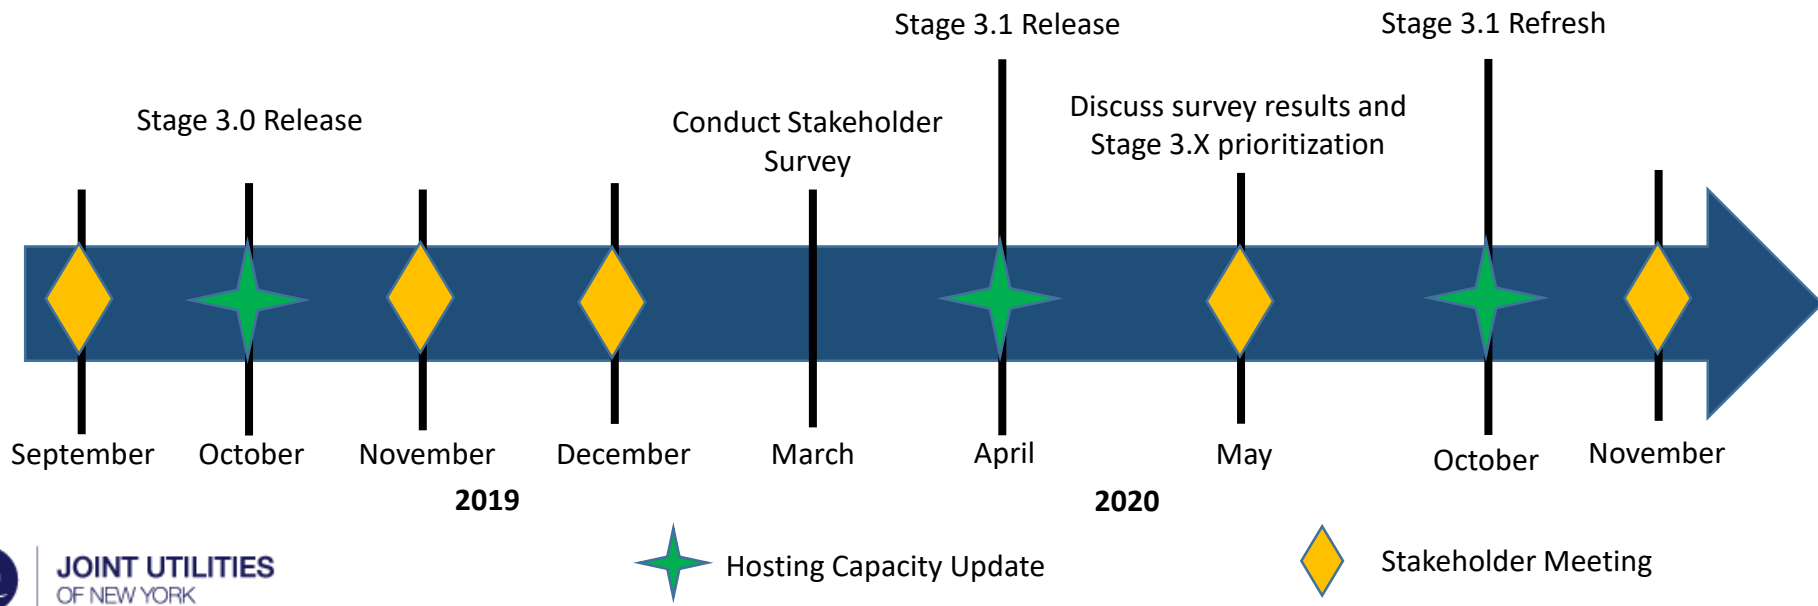 Stage 3.1 Release
Stage 3.1 Refresh
Stage 3.0 Release
Conduct Stakeholder
Survey
Discuss survey results and
Stage 3.X prioritization
September
October
November
December
March
April
May
October
November
2019
2020
Hosting Capacity Update
Stakeholder Meeting
JOINT UTILITIES
OF NEW YORK